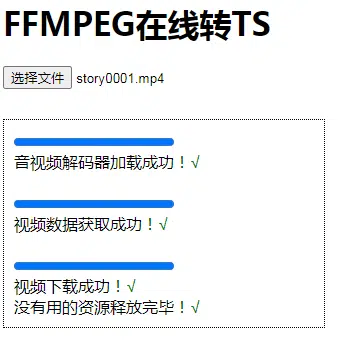 FFMPEG在线转TS
选择文件 story0001.mp4
音视频解码器加载成功！√
视频数据获取成功！√
视频下载成功！√
没有用的资源释放完毕！√